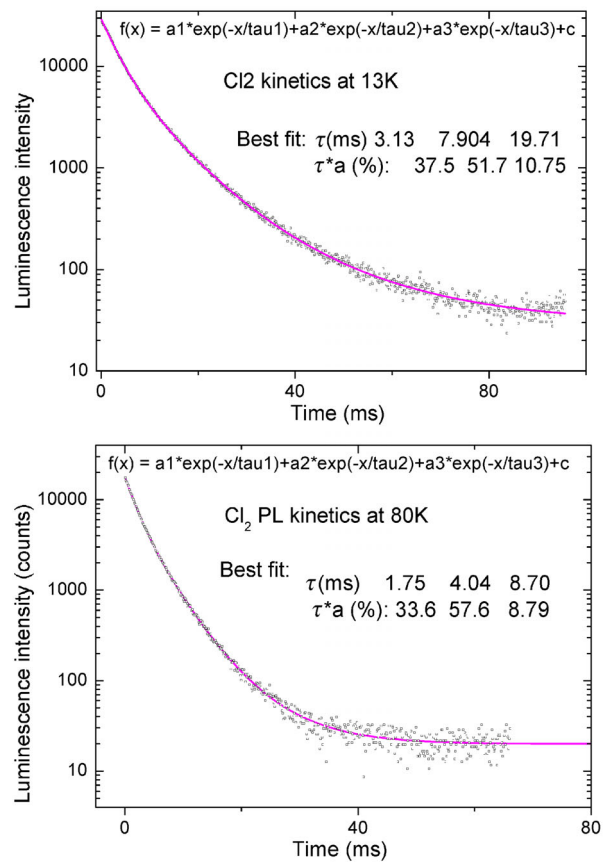 f(x) = a1*exp(-x/tau1)+a2*exp(-x/tau2)+a3*exp(-x/tau3)+c
Cl2 kinetics at 13K
Best fit: τ(ms) 3.13 7.904 19.71
τ*a (%): 37.5 51.7 10.75
Luminescence intensity
10000
1000
100
10
0 40 80
Time (ms)
f(x) = a1*exp(-x/tau1)+a2*exp(-x/tau2)+a3*exp(-x/tau3)+c
Cl₂ PL kinetics at 80K
Best fit:
τ(ms) 1.75 4.04 8.70
τ*a (%): 33.6 57.6 8.79
Luminescence intensity (counts)
10000
1000
100
10
0 40 80
Time (ms)